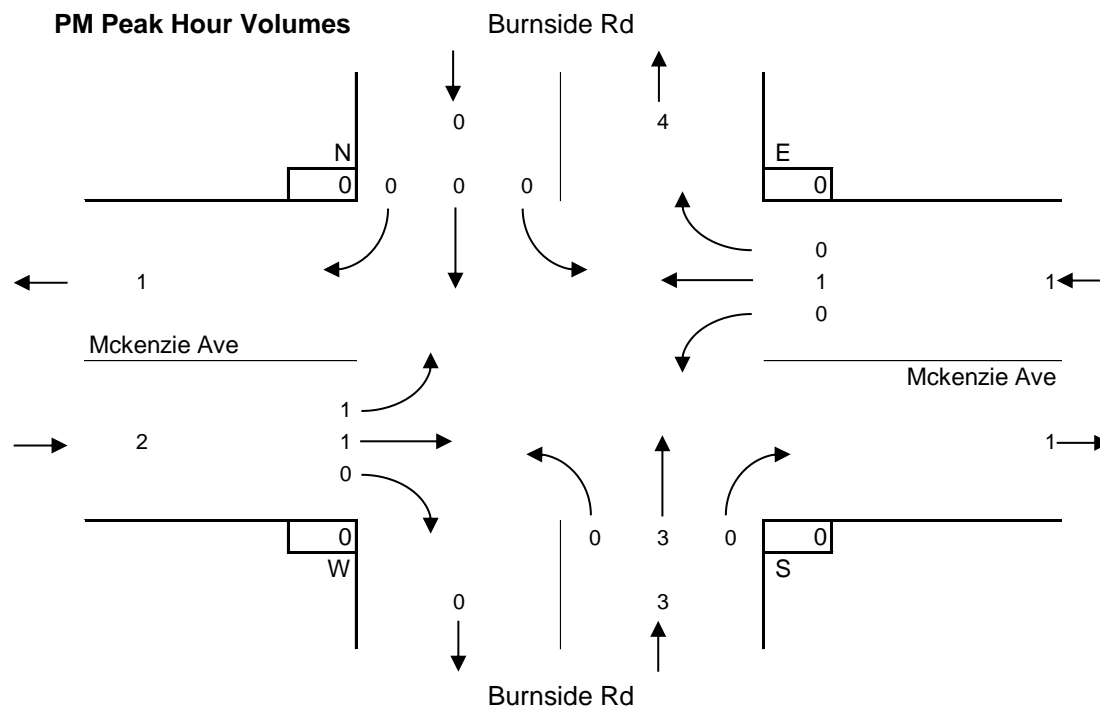 PM Peak Hour Volumes Burnside Rd
0 4
N E
0 0 0 0 0
0
1 1 1
0
Mckenzie Ave
Mckenzie Ave
1
2 1 1
0
0 0 3 0 0
W S
0 3
Burnside Rd